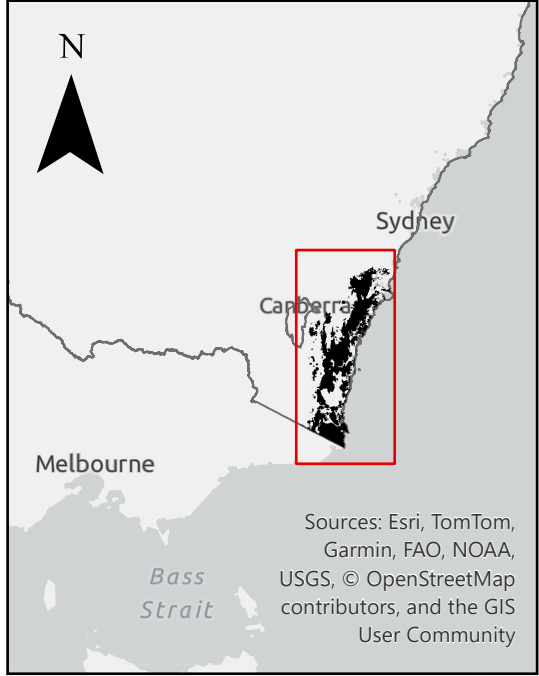 N
Sydney
Canberra
Melbourne
Sources: Esri, TomTom,
Garmin, FAO, NOAA,
USGS, © OpenStreetMap
contributors, and the GIS
User Community
Bass
Strait